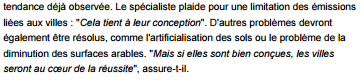 tendance déjà observée. Le spécialiste plaide pour une limitation des émissions
liées aux villes : "Cela tient à leur conception". D'autres problèmes devront
également être résolus, comme l'artificialisation des sols ou le problème de la
diminution des surfaces arables. "Mais si elles sont bien conçues, les villes
seront au cœur de la réussite", assure-t-il.